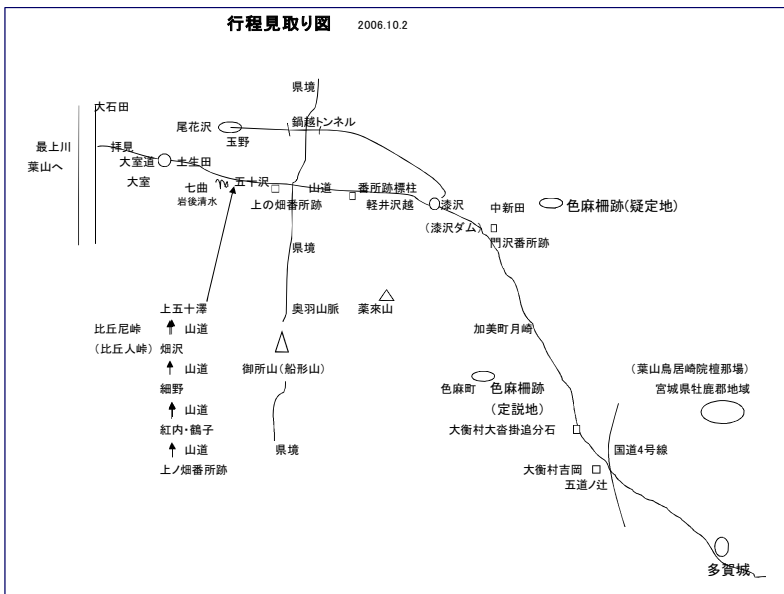 行程見取り図 2006.10.2
県境
大石田
尾花沢
鍋越トンネル
玉野
最上川
拝見
大室道
土生田
葉山へ
大室
七曲
五十沢
山道
番所跡標柱
岩後清水
上の畑番所跡
軽井沢越
漆沢
中新田
色麻柵跡(疑定地)
(漆沢ダム)
門沢番所跡
県境
上五十澤
奥羽山脈
薬來山
比丘尼峠
山道
加美町月崎
(比丘人峠)
畑沢
御所山(船形山)
山道
(葉山鳥居崎院檀那場)
細野
色麻町
色麻柵跡
宮城県牡鹿郡地域
(定説地)
山道
紅内・鶴子
大衡村大沓掛追分石
山道
県境
国道4号線
上ノ畑番所跡
大衡村吉岡
五道ノ辻
多賀城